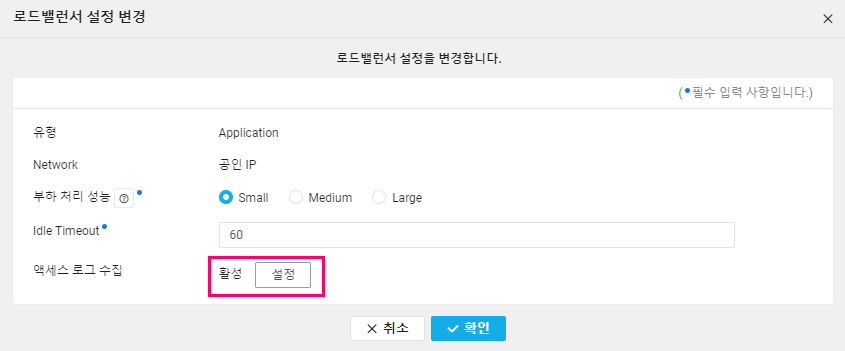 로드밸런서 설정 변경
로드밸런서 설정을 변경합니다.
(•필수 입력 사항입니다.)
유형 Application
Network 공인 IP
부하 처리 성능 ? • Small Medium Large
Idle Timeout • 60
액세스 로그 수집 활성 설정
취소 확인